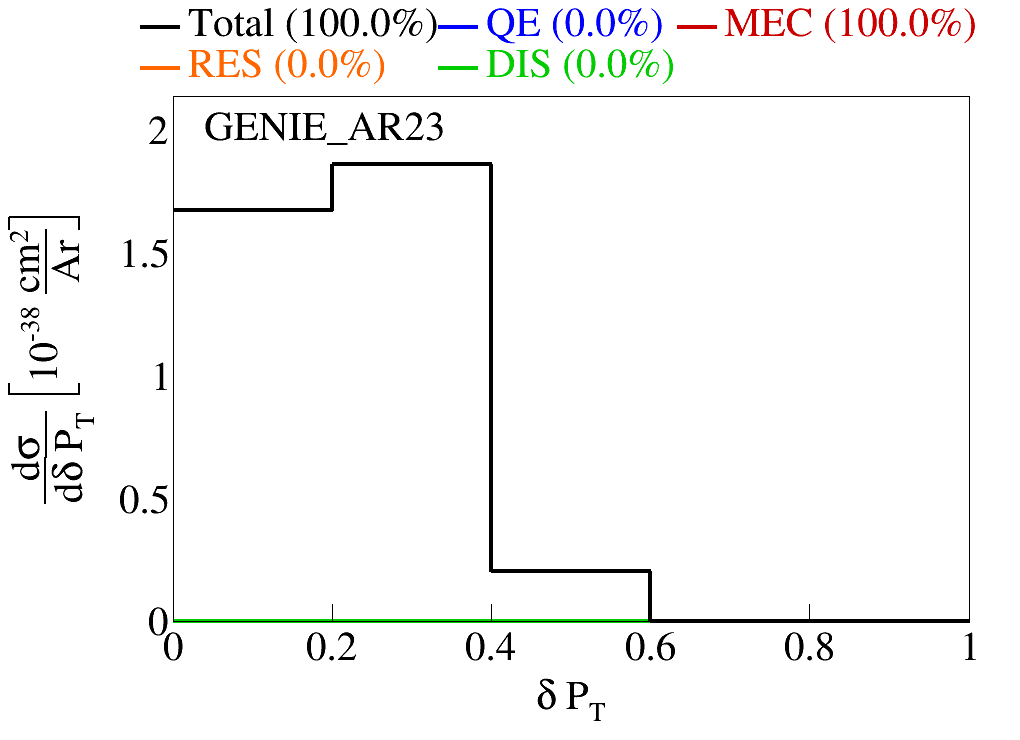 Total (100.0%) QE (0.0%) MEC (100.0%)
RES (0.0%) DIS (0.0%)
GENIE_AR23
2
1.5
1
0.5
0
dσ/dδ P_T [10^-38 cm^2/Ar]
0 0.2 0.4 0.6 0.8 1
δ P_T